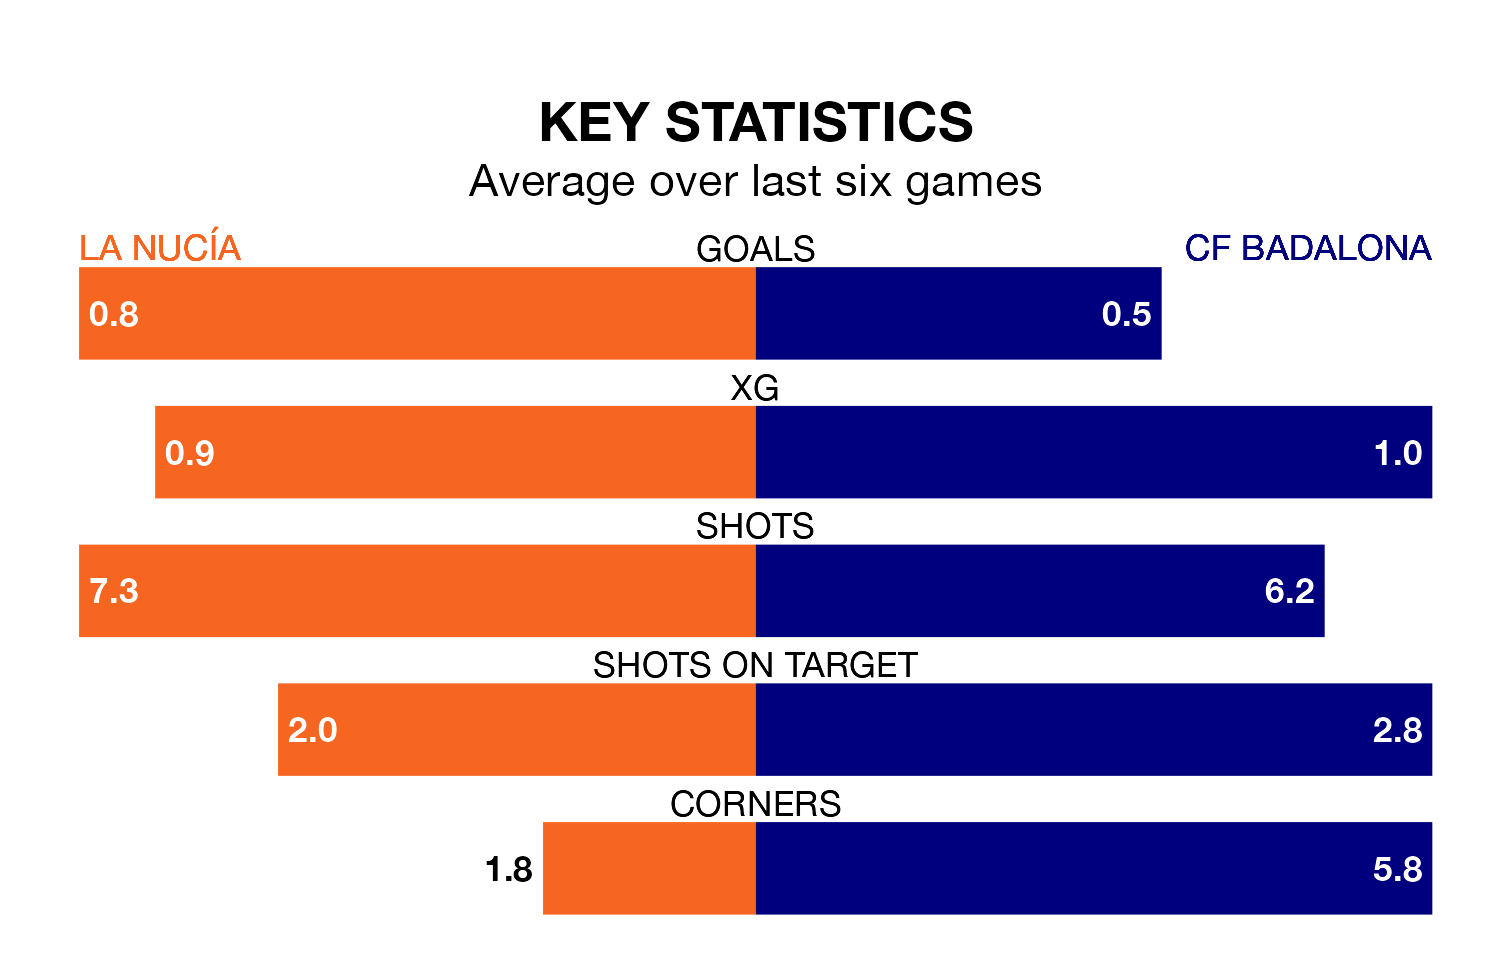 KEY STATISTICS
Average over last six games
LA NUCÍA GOALS CF BADALONA
0.8 0.5
XG
0.9 1.0
SHOTS
7.3 6.2
SHOTS ON TARGET
2.0 2.8
CORNERS
1.8 5.8